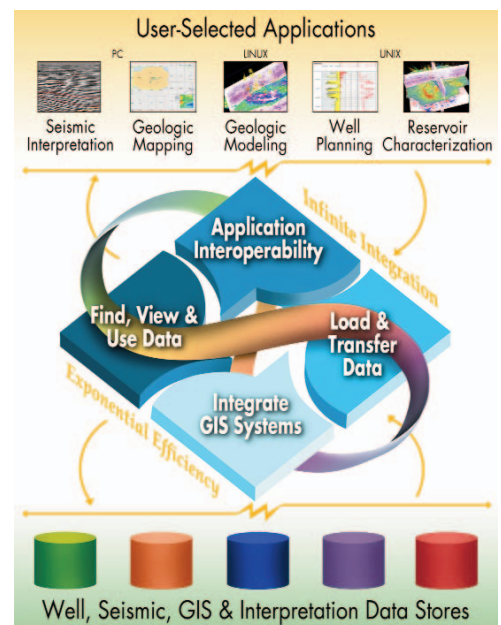 User-Selected Applications
PC LINUX UNIX
Seismic Interpretation
Geologic Mapping
Geologic Modeling
Well Planning
Reservoir Characterization
Infinite Integration
Application
Interoperability
Find, View &
Use Data
Load &
Transfer
Data
Integrate
GIS Systems
Exponential Efficiency
Well, Seismic, GIS & Interpretation Data Stores